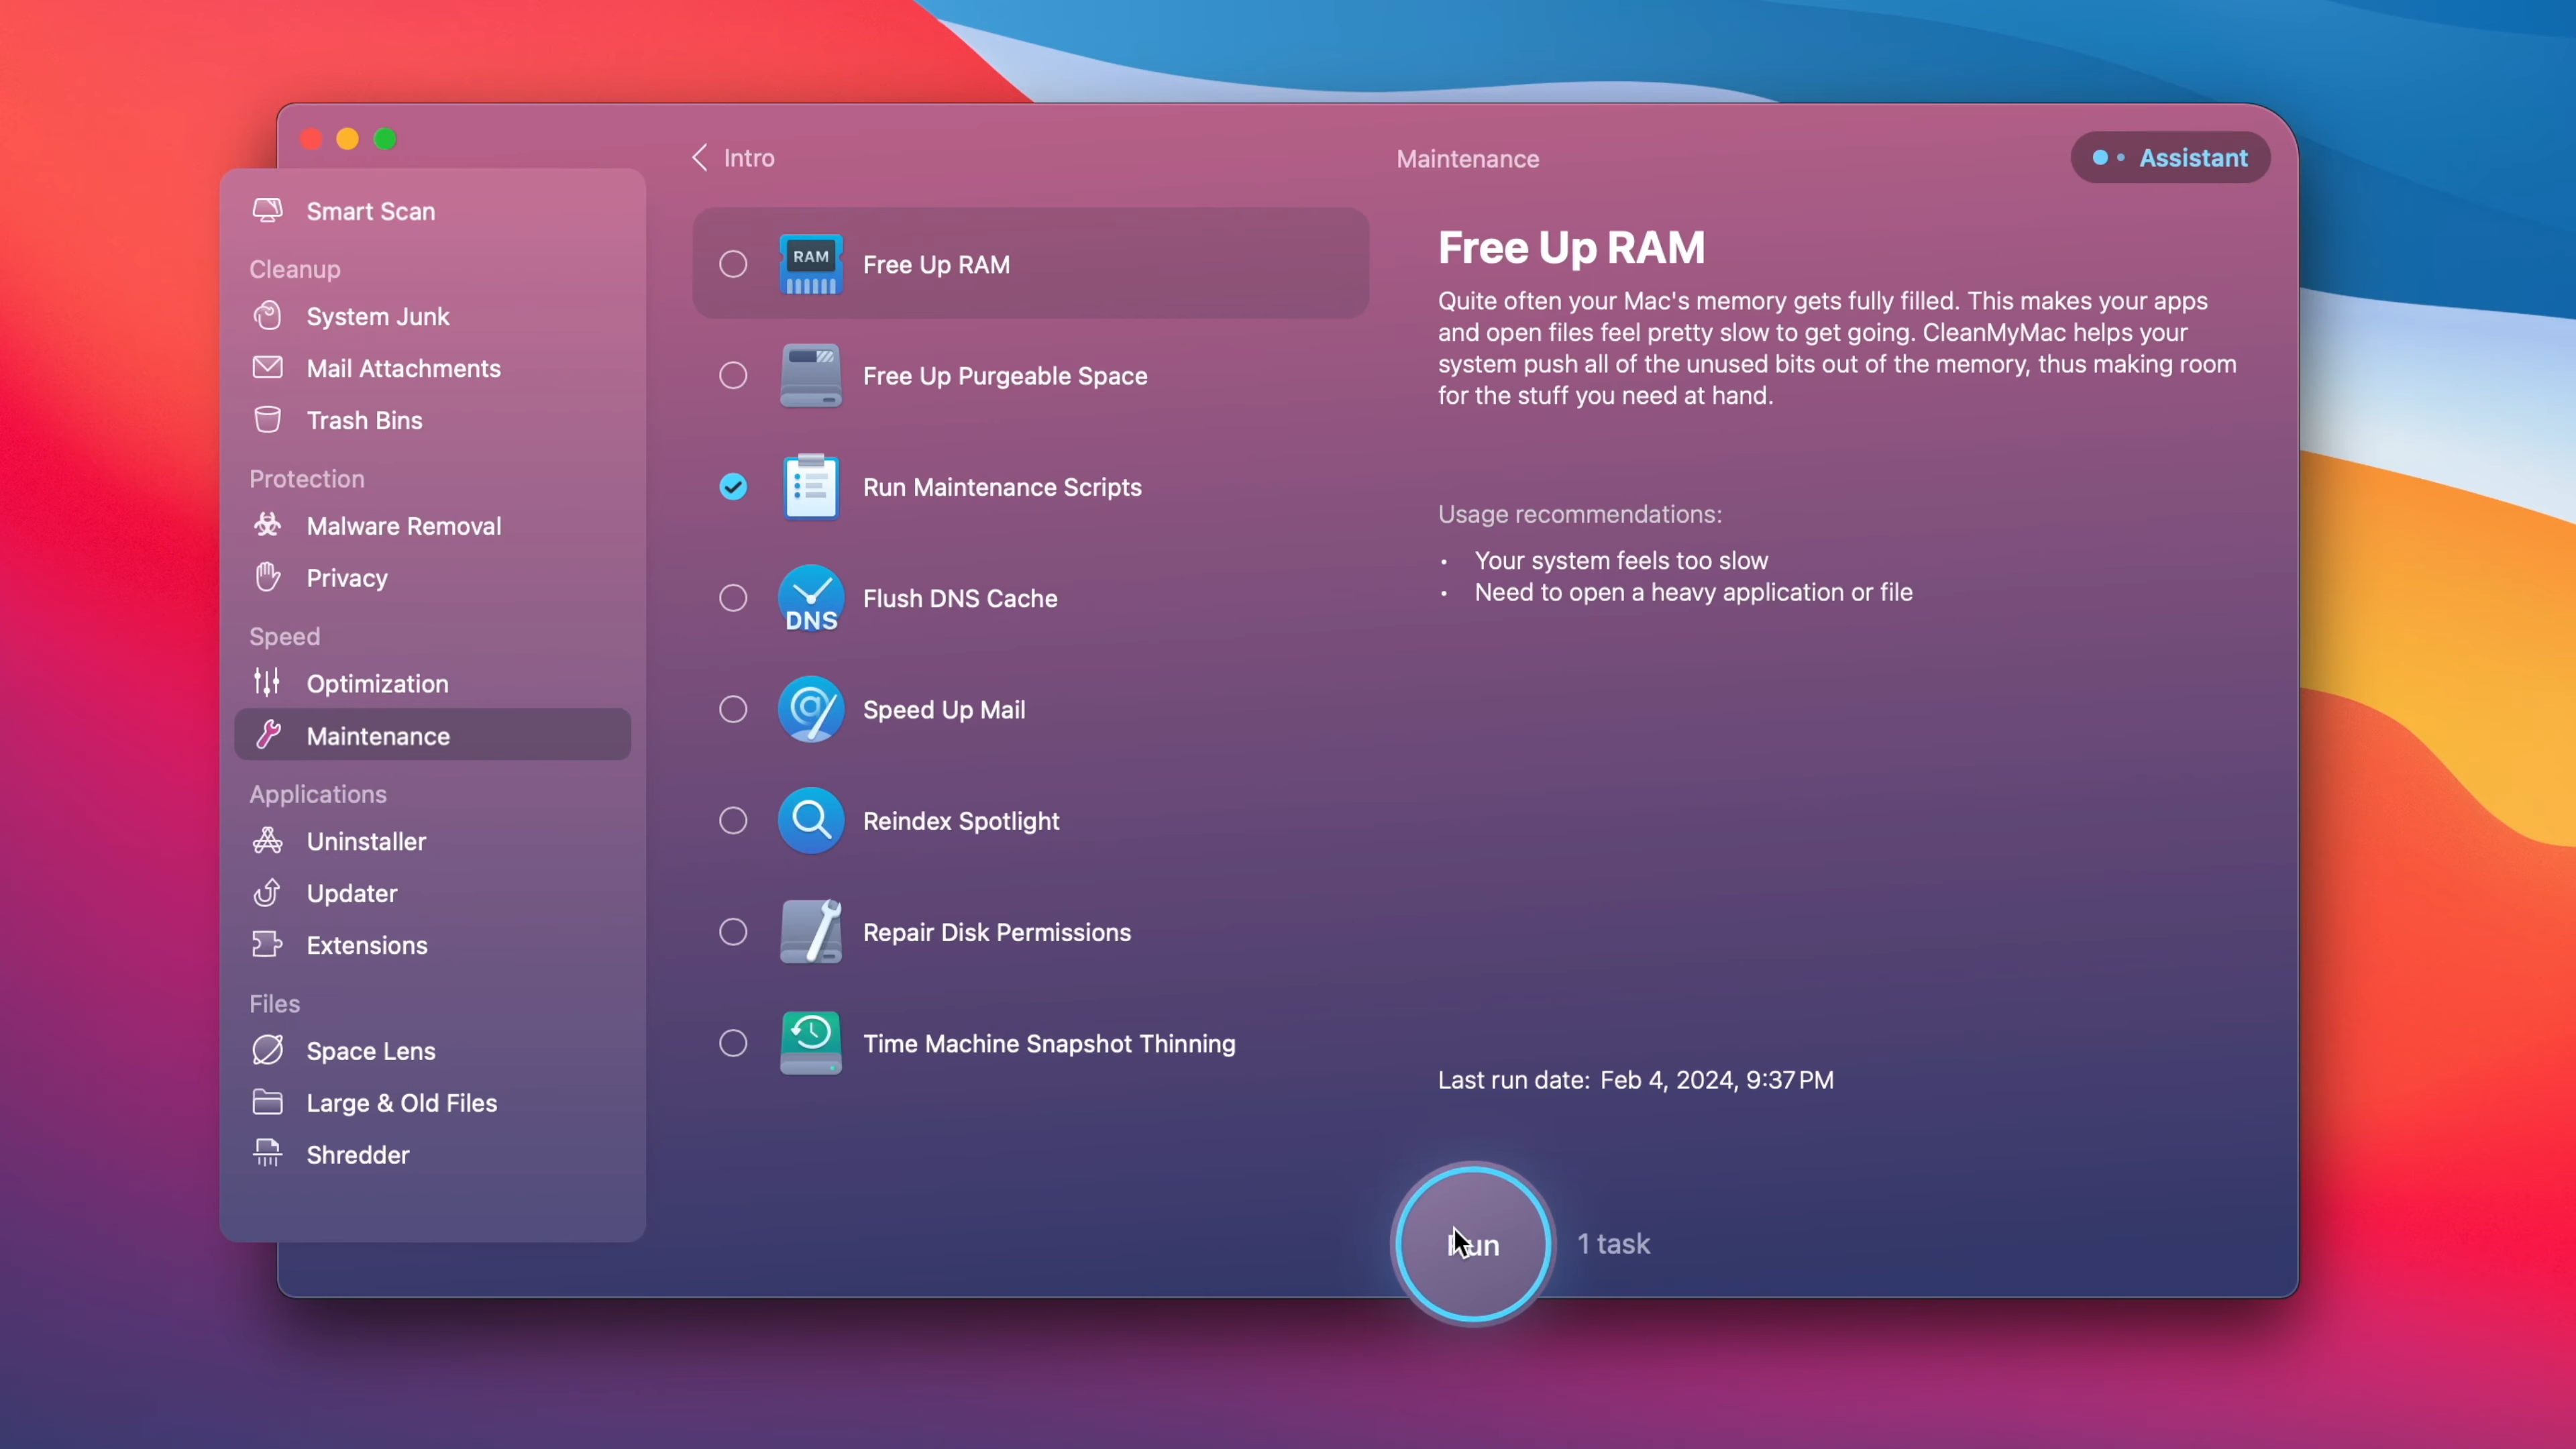 Smart Scan
Cleanup
System Junk
Mail Attachments
Trash Bins
Protection
Malware Removal
Privacy
Speed
Optimization
Maintenance
Applications
Uninstaller
Updater
Extensions
Files
Space Lens
Large & Old Files
Shredder
Intro
RAM
Free Up RAM
Free Up Purgeable Space
Run Maintenance Scripts
DNS
Flush DNS Cache
Speed Up Mail
Reindex Spotlight
Repair Disk Permissions
Time Machine Snapshot Thinning
Maintenance
Assistant
Free Up RAM
Quite often your Mac's memory gets fully filled. This makes your apps
and open files feel pretty slow to get going. CleanMyMac helps your
system push all of the unused bits out of the memory, thus making room
for the stuff you need at hand.
Usage recommendations:
• Your system feels too slow
• Need to open a heavy application or file
Last run date: Feb 4, 2024, 9:37 PM
Run
1 task